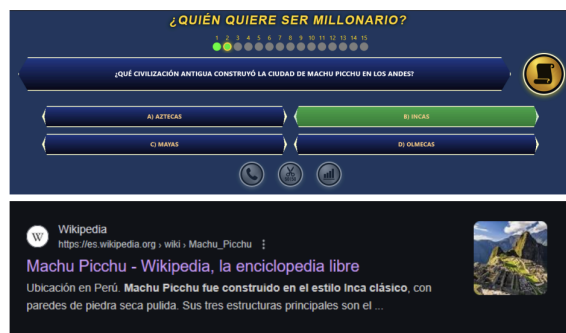 ¿QUIÉN QUIERE SER MILLONARIO?
1 2 3 4 5 6 7 8 9 10 11 12 13 14 15
¿QUÉ CIVILIZACIÓN ANTIGUA CONSTRUYÓ LA CIUDAD DE MACHU PICCHU EN LOS ANDES?
A) AZTECAS
B) INCAS
C) MAYAS
D) OLMECAS
W
Wikipedia
https://es.wikipedia.org › wiki › Machu_Picchu
Machu Picchu - Wikipedia, la enciclopedia libre
Ubicación en Perú. Machu Picchu fue construido en el estilo Inca clásico, con
paredes de piedra seca pulida. Sus tres estructuras principales son el ...